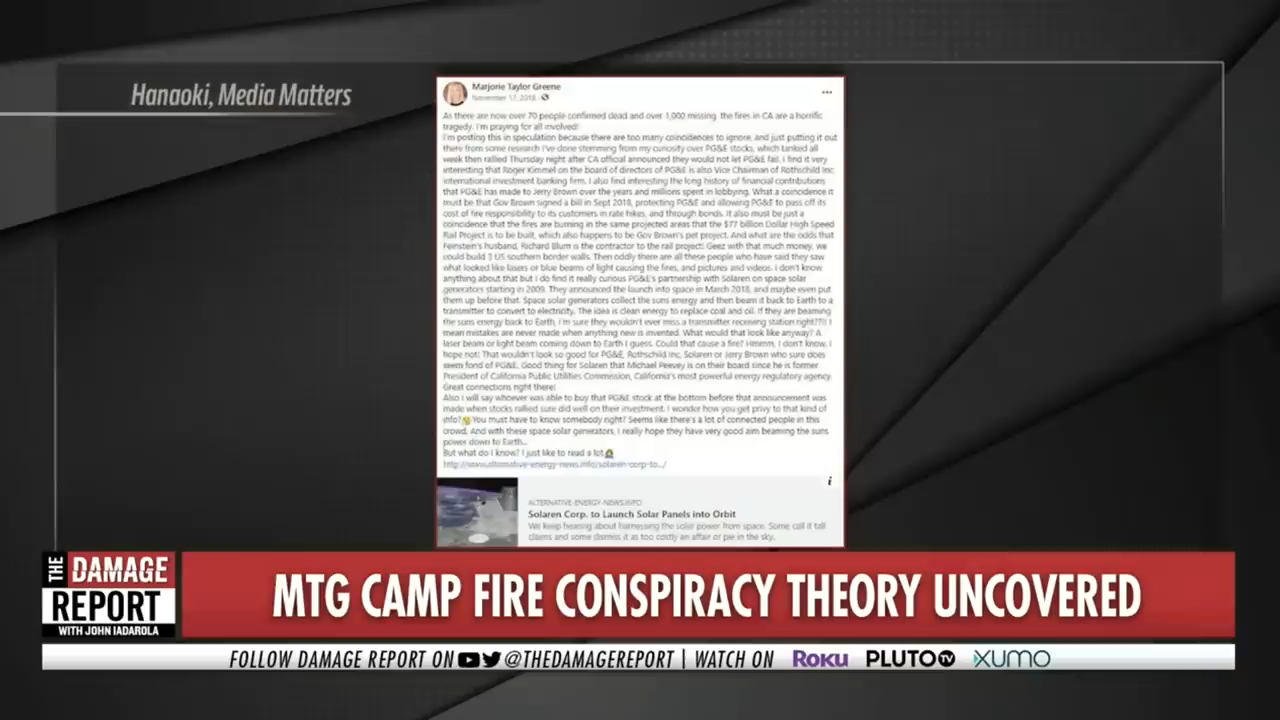 Hanaoki, Media Matters
Marjorie Taylor Greene
November 17, 2018
As there are now over 70 people confirmed dead and over 1,000 missing, the fires in CA are a horrific
tragedy. I'm praying for all involved!
I'm posting this in speculation because there are too many coincidences to ignore, and just putting it out
there from some research I've done stemming from my curiosity over PG&E stocks, which tanked all
week then rallied Thursday night after CA official announced they would not let PG&E fail. I find it very
interesting that Roger Kimmel on the board of directors of PG&E is also Vice Chairman of Rothschild Inc
international investment banking firm. I also find interesting the long history of financial contributions
that PG&E has made to Jerry Brown over the years and millions spent in lobbying. What a coincidence it
must be that Gov Brown signed a bill in Sept 2018, protecting PG&E and allowing PG&E to pass off its
cost of fire responsibility to its customers in rate hikes, and through bonds. It also must be just a
coincidence that the fires are burning in the same projected areas that the $77 billion Dollar High Speed
Rail Project is to be built, which also happens to be Gov Brown's pet project. And what are the odds that
Feinstein's husband, Richard Blum is the contractor to the rail project! Geez with that much money, we
could build 3 US southern border walls. Then oddly there are all these people who have said they saw
what looked like lasers or blue beams of light causing the fires, and pictures and videos. I don't know
anything about that but I do find it really curious PG&E's partnership with Solaren on space solar
generators starting in 2009. They announced the launch into space in March 2018, and maybe even put
them up before that. Space solar generators collect the suns energy and then beam it back to Earth to a
transmitter to convert to electricity. The idea is clean energy to replace coal and oil. If they are beaming
the suns energy back to Earth, I'm sure they wouldn't ever miss a transmitter receiving station right??!! I
mean mistakes are never made when anything new is invented. What would that look like anyway? A
laser beam or light beam coming down to Earth I guess. Could that cause a fire? Hmmm, I don't know. I
hope not! That wouldn't look so good for PG&E, Rothschild Inc, Solaren or Jerry Brown who sure does
seem fond of PG&E. Good thing for Solaren that Michael Peevey is on their board since he is former
President of California Public Utilities Commission, California's most powerful energy regulatory agency.
Great connections right there!
Also I will say whoever was able to buy that PG&E stock at the bottom before that announcement was
made when stocks rallied sure did well on their investment. I wonder how you get privy to that kind of
info?🤔 You must have to know somebody right? Seems like there's a lot of connected people in this
crowd. And with these space solar generators, I really hope they have very good aim beaming the suns
power down to Earth...
But what do I know? I just like to read a lot🤷‍♀️
http://www.alternative-energy-news.info/solaren-corp-to.../
i
ALTERNATIVE-ENERGY-NEWS.INFO
Solaren Corp. to Launch Solar Panels into Orbit
We keep hearing about harnessing the solar power from space. Some call it tall
claims and some dismiss it as too costly an affair or pie in the sky.
THE DAMAGE
REPORT
WITH JOHN IADAROLA
MTG CAMP FIRE CONSPIRACY THEORY UNCOVERED
FOLLOW DAMAGE REPORT ON @THEDAMAGEREPORT | WATCH ON ROKU PLUTO TV XUMO